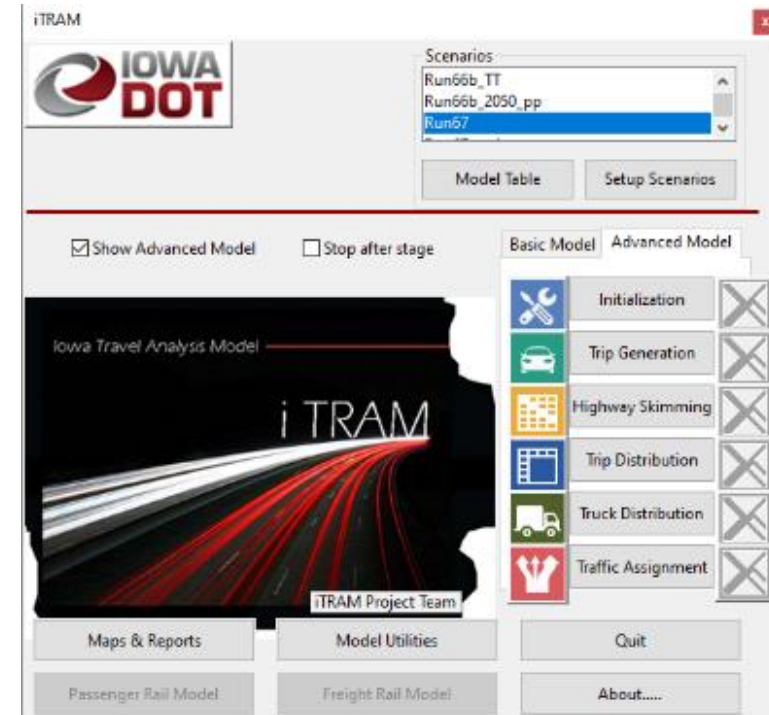 iTRAM
x
IOWA
DOT
Scenarios
Run66b_TT
Run66b_2050_pp
Run67
Model Table
Setup Scenarios
Show Advanced Model
Stop after stage
Basic Model
Advanced Model
Initialization
Trip Generation
Highway Skimming
Trip Distribution
Truck Distribution
Traffic Assignment
Iowa Travel Analysis Model
i TRAM
iTRAM Project Team
Maps & Reports
Model Utilities
Quit
Passenger Rail Model
Freight Rail Model
About.....